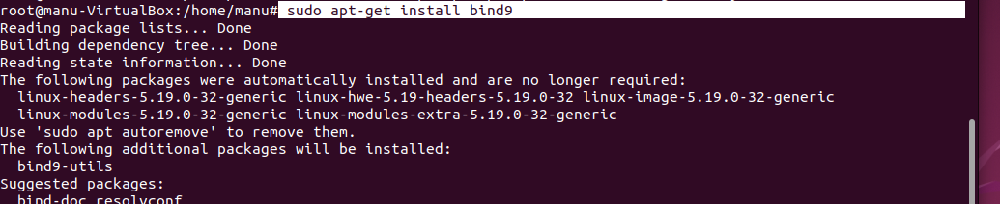 root@manu-VirtualBox:/home/manu# sudo apt-get install bind9
Reading package lists... Done
Building dependency tree... Done
Reading state information... Done
The following packages were automatically installed and are no longer required:
  linux-headers-5.19.0-32-generic linux-hwe-5.19-headers-5.19.0-32 linux-image-5.19.0-32-generic
  linux-modules-5.19.0-32-generic linux-modules-extra-5.19.0-32-generic
Use 'sudo apt autoremove' to remove them.
The following additional packages will be installed:
  bind9-utils
Suggested packages:
  bind-doc resolvconf